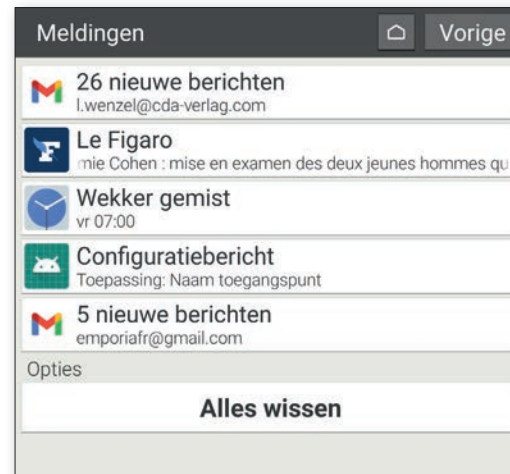 Meldingen
Vorige
26 nieuwe berichten
l.wenzel@cda-verlag.com
Le Figaro
mie Cohen : mise en examen des deux jeunes hommes qu
Wekker gemist
vr 07:00
Configuratiebericht
Toepassing: Naam toegangspunt
5 nieuwe berichten
emporiafr@gmail.com
Opties
Alles wissen